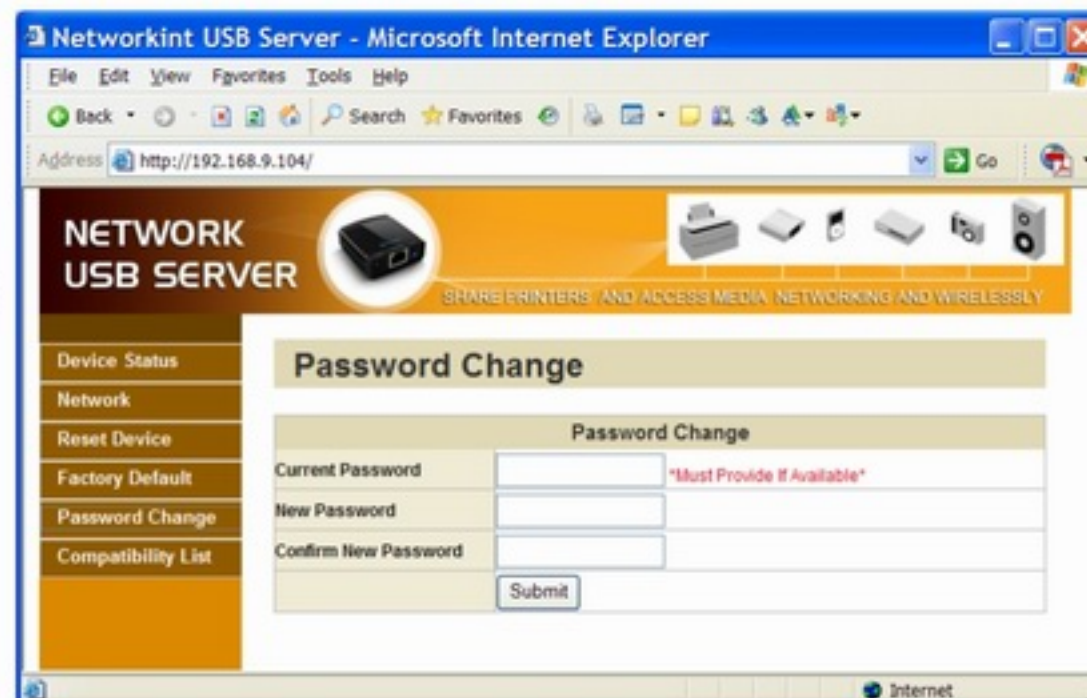 Networkint USB Server - Microsoft Internet Explorer
File Edit View Favorites Tools Help
Back Search Favorites
Address http://192.168.9.104/ Go
NETWORK
USB SERVER
SHARE PRINTERS AND ACCESS MEDIA NETWORKING AND WIRELESSLY
Device Status
Network
Reset Device
Factory Default
Password Change
Compatibility List
Password Change
Password Change
Current Password *Must Provide If Available*
New Password
Confirm New Password
Submit
Internet